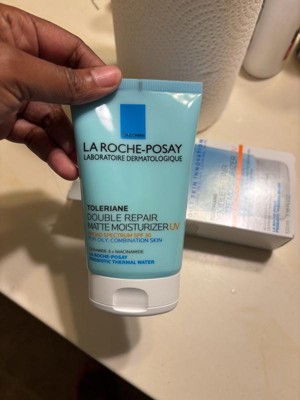 LA ROCHE-POSAY
LABORATOIRE DERMATOLOGIQUE
TOLERIANE
DOUBLE REPAIR
MATTE MOISTURIZER UV
BROAD SPECTRUM SPF 30
FOR OILY, COMBINATION SKIN
CERAMIDE-3 + NIACINAMIDE
LA ROCHE-POSAY
PREBIOTIC THERMAL WATER